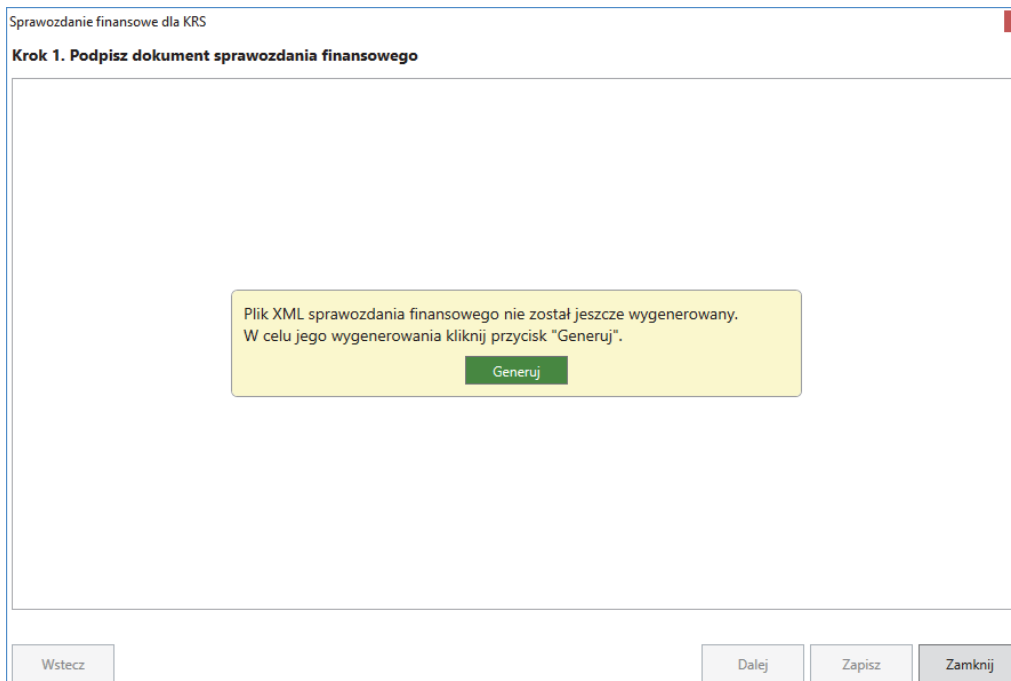 Sprawozdanie finansowe dla KRS
Krok 1. Podpisz dokument sprawozdania finansowego
Plik XML sprawozdania finansowego nie został jeszcze wygenerowany.
W celu jego wygenerowania kliknij przycisk "Generuj".
Generuj
Wstecz
Dalej
Zapisz
Zamknij